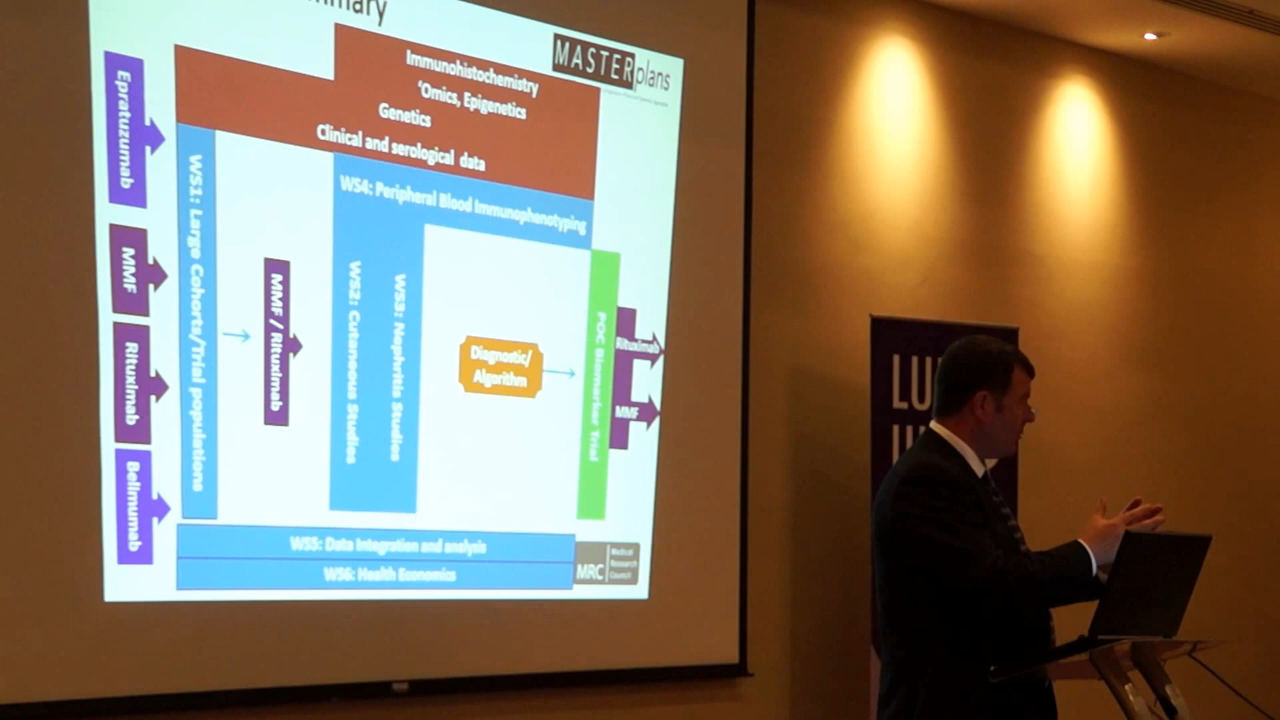 MASTERplans
Immunohistochemistry
'Omics, Epigenetics
Genetics
Clinical and serological data
Epratuzumab
MMF
Rituximab
Belimumab
WS1: Large Cohorts/Trial populations
MMF / Rituximab
WS4: Peripheral Blood Immunophenotyping
WS2: Cutaneous Studies
WS3: Nephritis Studies
Diagnostic/
Algorithm
POC Biomarker Trial
Rituximab
MMF
WS5: Data Integration and analysis
WS6: Health Economics
MRC
Medical
Research
Council
LU